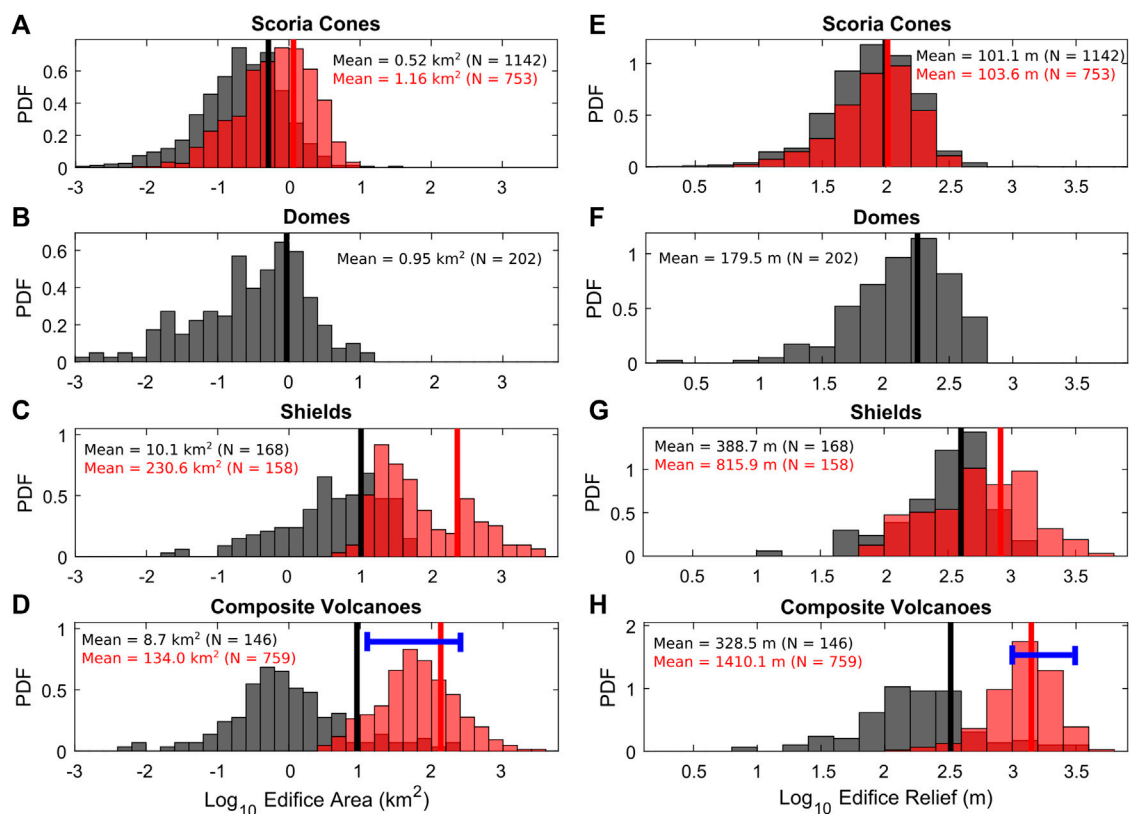 A
Scoria Cones
Mean = 0.52 km² (N = 1142)
Mean = 1.16 km² (N = 753)
PDF
0 0.2 0.4 0.6
-3 -2 -1 0 1 2 3
B
Domes
Mean = 0.95 km² (N = 202)
PDF
0 0.2 0.4 0.6
-3 -2 -1 0 1 2 3
C
Shields
Mean = 10.1 km² (N = 168)
Mean = 230.6 km² (N = 158)
PDF
0 0.5 1
-3 -2 -1 0 1 2 3
D
Composite Volcanoes
Mean = 8.7 km² (N = 146)
Mean = 134.0 km² (N = 759)
PDF
0 0.5 1
-3 -2 -1 0 1 2 3
Log₁₀ Edifice Area (km²)
E
Scoria Cones
Mean = 101.1 m (N = 1142)
Mean = 103.6 m (N = 753)
PDF
0 0.5 1
0.5 1 1.5 2 2.5 3 3.5
F
Domes
Mean = 179.5 m (N = 202)
PDF
0 0.5 1
0.5 1 1.5 2 2.5 3 3.5
G
Shields
Mean = 388.7 m (N = 168)
Mean = 815.9 m (N = 158)
PDF
0 0.5 1
0.5 1 1.5 2 2.5 3 3.5
H
Composite Volcanoes
Mean = 328.5 m (N = 146)
Mean = 1410.1 m (N = 759)
PDF
0 1 2
0.5 1 1.5 2 2.5 3 3.5
Log₁₀ Edifice Relief (m)